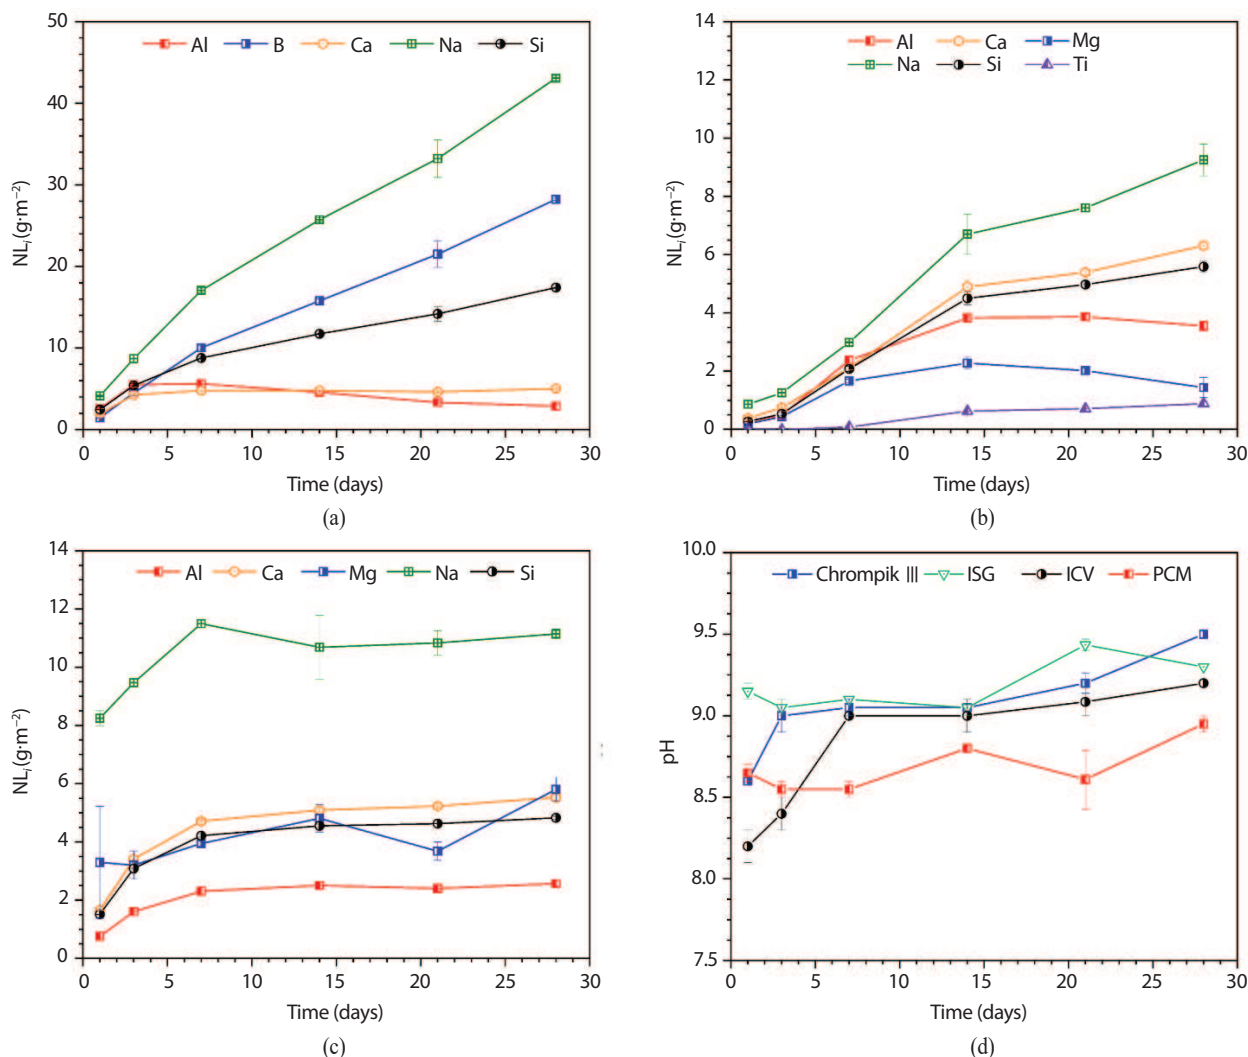 50
40
30
20
10
0
Al B Ca Na Si
NLi (g·m−2)
0 5 10 15 20 25 30
Time (days)
(a)
14
12
10
8
6
4
2
0
Al Ca Mg
Na Si Ti
NLi (g·m−2)
0 5 10 15 20 25 30
Time (days)
(b)
14
12
10
8
6
4
2
0
Al Ca Mg Na Si
NLi (g·m−2)
0 5 10 15 20 25 30
Time (days)
(c)
10.0
9.5
9.0
8.5
8.0
7.5
Chrompik III ISG ICV PCM
pH
0 5 10 15 20 25 30
Time (days)
(d)